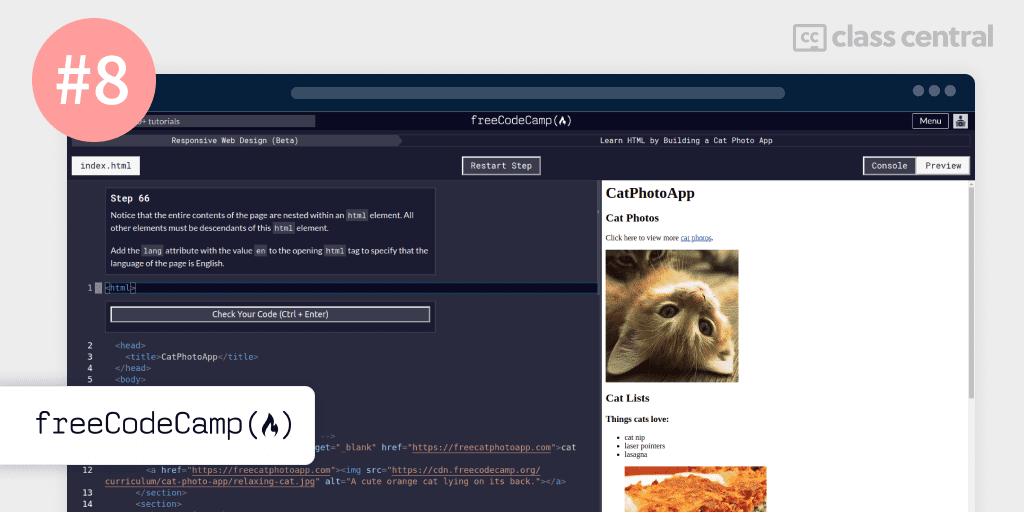 #8
cc class central
0+ tutorials
freeCodeCamp
Menu
Responsive Web Design (Beta)
Learn HTML by Building a Cat Photo App
index.html
Restart Step
Console
Preview
Step 66
Notice that the entire contents of the page are nested within an html element. All
other elements must be descendants of this html element.
Add the lang attribute with the value en to the opening html tag to specify that the
language of the page is English.
1 <html>
Check Your Code (Ctrl + Enter)
2 <head>
3 <title>CatPhotoApp</title>
4 </head>
5 <body>
-->
get="_blank" href="https://freecatphotoapp.com">cat
12 <a href="https://freecatphotoapp.com"><img src="https://cdn.freecodecamp.org/
curriculum/cat-photo-app/relaxing-cat.jpg" alt="A cute orange cat lying on its back."></a>
13 </section>
14 <section>
CatPhotoApp
Cat Photos
Click here to view more cat photos.
Cat Lists
Things cats love:
cat nip
laser pointers
lasagna
freeCodeCamp